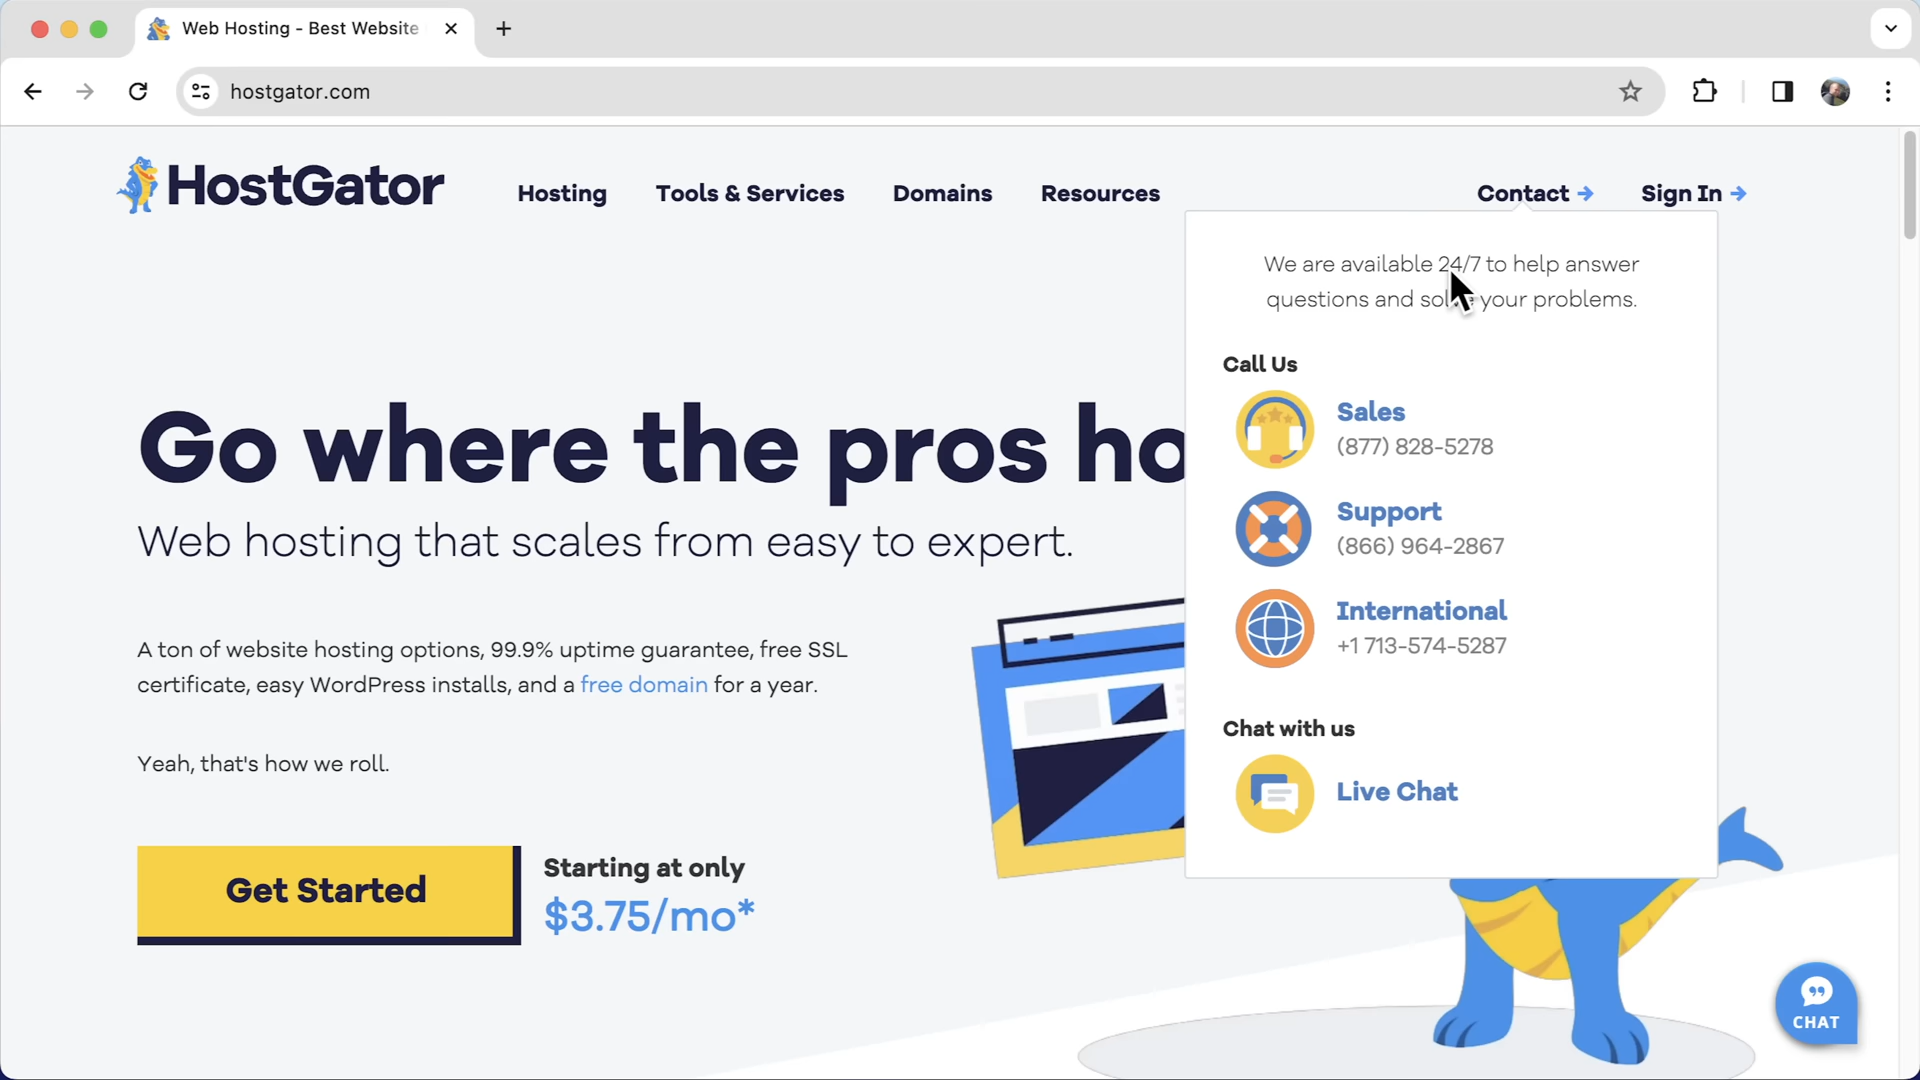 Web Hosting - Best Website
hostgator.com
HostGator
Hosting
Tools & Services
Domains
Resources
Contact
Sign In
We are available 24/7 to help answer
questions and solve your problems.
Call Us
Sales
(877) 828-5278
Support
(866) 964-2867
International
+1 713-574-5287
Chat with us
Live Chat
Go where the pros ho
Web hosting that scales from easy to expert.
A ton of website hosting options, 99.9% uptime guarantee, free SSL
certificate, easy WordPress installs, and a free domain for a year.
Yeah, that's how we roll.
Get Started
Starting at only
$3.75/mo*
CHAT